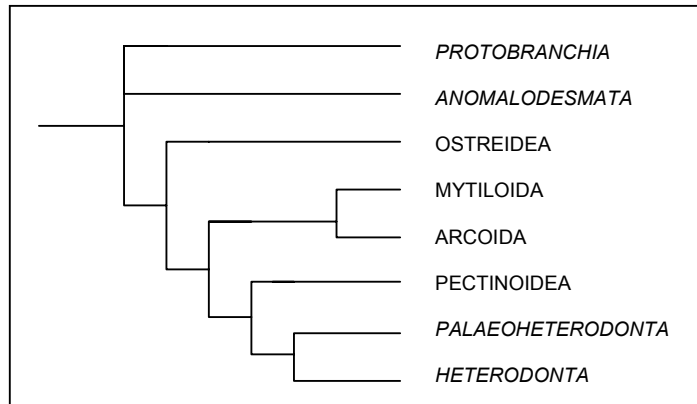 PROTOBRANCHIA
ANOMALODESMATA
OSTREIDEA
MYTILOIDA
ARCOIDA
PECTINOIDEA
PALAEOHETERODONTA
HETERODONTA